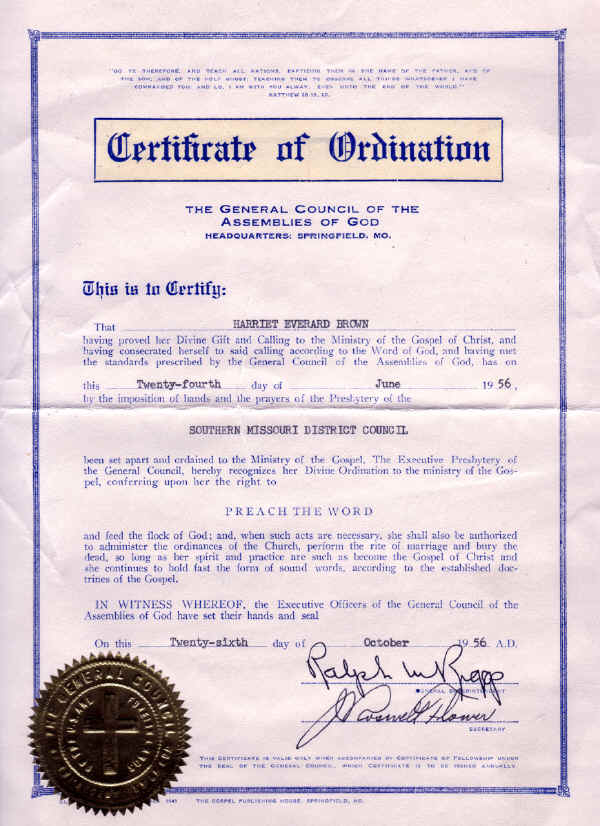 "GO YE THEREFORE, AND TEACH ALL NATIONS, BAPTIZING THEM IN THE NAME OF THE FATHER, AND OF
THE SON, AND OF THE HOLY GHOST; TEACHING THEM TO OBSERVE ALL THINGS WHATSOEVER I HAVE
COMMANDED YOU: AND LO, I AM WITH YOU ALWAY, EVEN UNTO THE END OF THE WORLD."
MATTHEW 28:19, 20.
Certificate of Ordination
THE GENERAL COUNCIL OF THE
ASSEMBLIES OF GOD
HEADQUARTERS: SPRINGFIELD, MO.
This is to Certify:
That HARRIET EVERARD BROWN
having proved her Divine Gift and Calling to the Ministry of the Gospel of Christ, and
having consecrated herself to said calling according to the Word of God, and having met
the standards prescribed by the General Council of the Assemblies of God, has on
this Twenty-fourth day of June 1956,
by the imposition of hands and the prayers of the Presbytery of the
SOUTHERN MISSOURI DISTRICT COUNCIL
been set apart and ordained to the Ministry of the Gospel, The Executive Presbytery of
the General Council, hereby recognizes her Divine Ordination to the ministry of the Gos-
pel, conferring upon her the right to
PREACH THE WORD
and feed the flock of God; and, when such acts are necessary, she shall also be authorized
to administer the ordinances of the Church, perform the rite of marriage and bury the
dead, so long as her spirit and practice are such as become the Gospel of Christ and
she continues to hold fast the form of sound words, according to the established doc-
trines of the Gospel.
IN WITNESS WHEREOF, the Executive Officers of the General Council of the
Assemblies of God have set their hands and seal
On this Twenty-sixth day of October 1956 A.D.
Ralph M Riggs
GENERAL SUPERINTENDENT
J Roswell Flower
SECRETARY
THE GENERAL COUNCIL
THIS CERTIFICATE IS VALID ONLY WHEN ACCOMPANIED BY CERTIFICATE OF FELLOWSHIP UNDER
THE SEAL OF THE GENERAL COUNCIL, WHICH CERTIFICATE IS TO BE ISSUED ANNUALLY.
THE GOSPEL PUBLISHING HOUSE, SPRINGFIELD, MO.